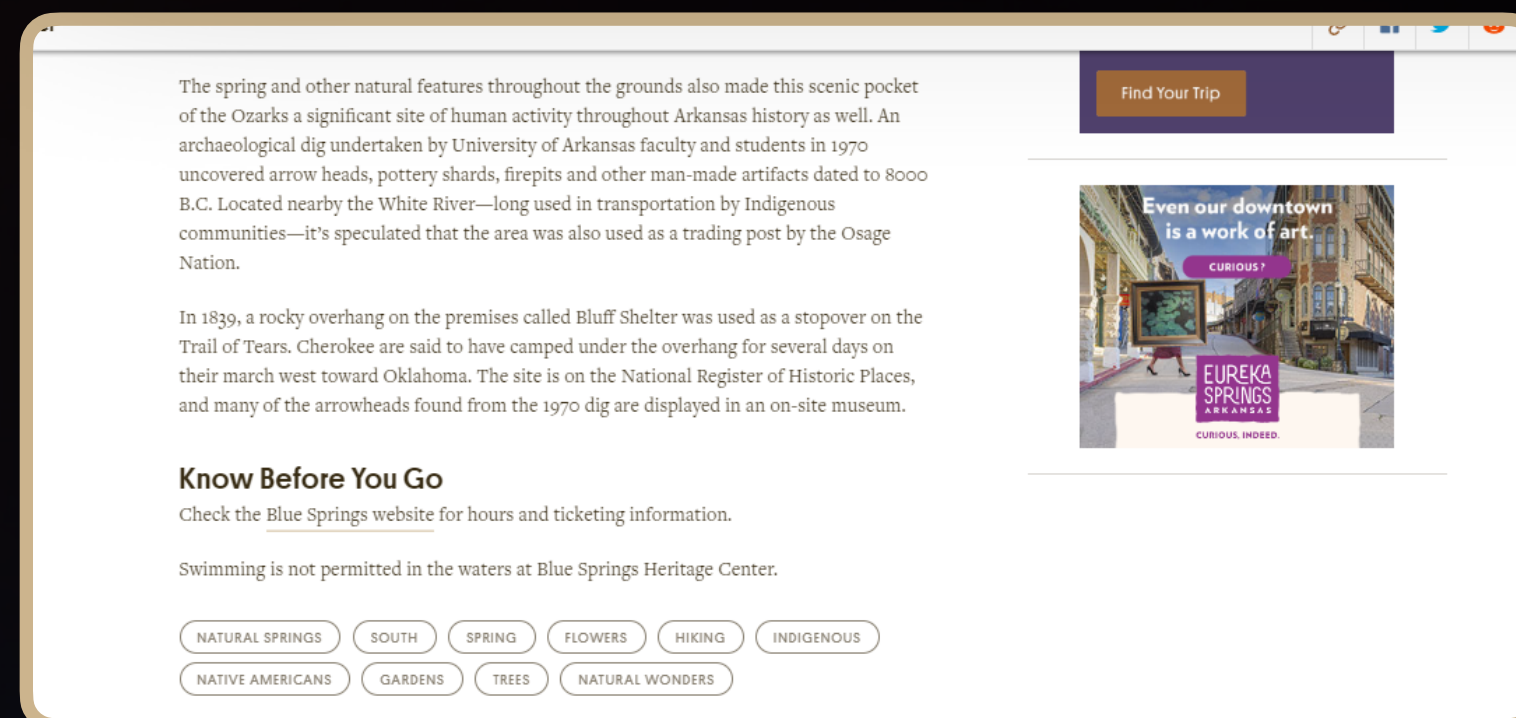 The spring and other natural features throughout the grounds also made this scenic pocket
of the Ozarks a significant site of human activity throughout Arkansas history as well. An
archaeological dig undertaken by University of Arkansas faculty and students in 1970
uncovered arrow heads, pottery shards, firepits and other man-made artifacts dated to 8000
B.C. Located nearby the White River—long used in transportation by Indigenous
communities—it's speculated that the area was also used as a trading post by the Osage
Nation.
In 1839, a rocky overhang on the premises called Bluff Shelter was used as a stopover on the
Trail of Tears. Cherokee are said to have camped under the overhang for several days on
their march west toward Oklahoma. The site is on the National Register of Historic Places,
and many of the arrowheads found from the 1970 dig are displayed in an on-site museum.
Know Before You Go
Check the Blue Springs website for hours and ticketing information.
Swimming is not permitted in the waters at Blue Springs Heritage Center.
NATURAL SPRINGS SOUTH SPRING FLOWERS HIKING INDIGENOUS
NATIVE AMERICANS GARDENS TREES NATURAL WONDERS
Find Your Trip
Even our downtown
is a work of art.
CURIOUS?
EUREKA
SPRINGS
ARKANSAS
CURIOUS, INDEED.